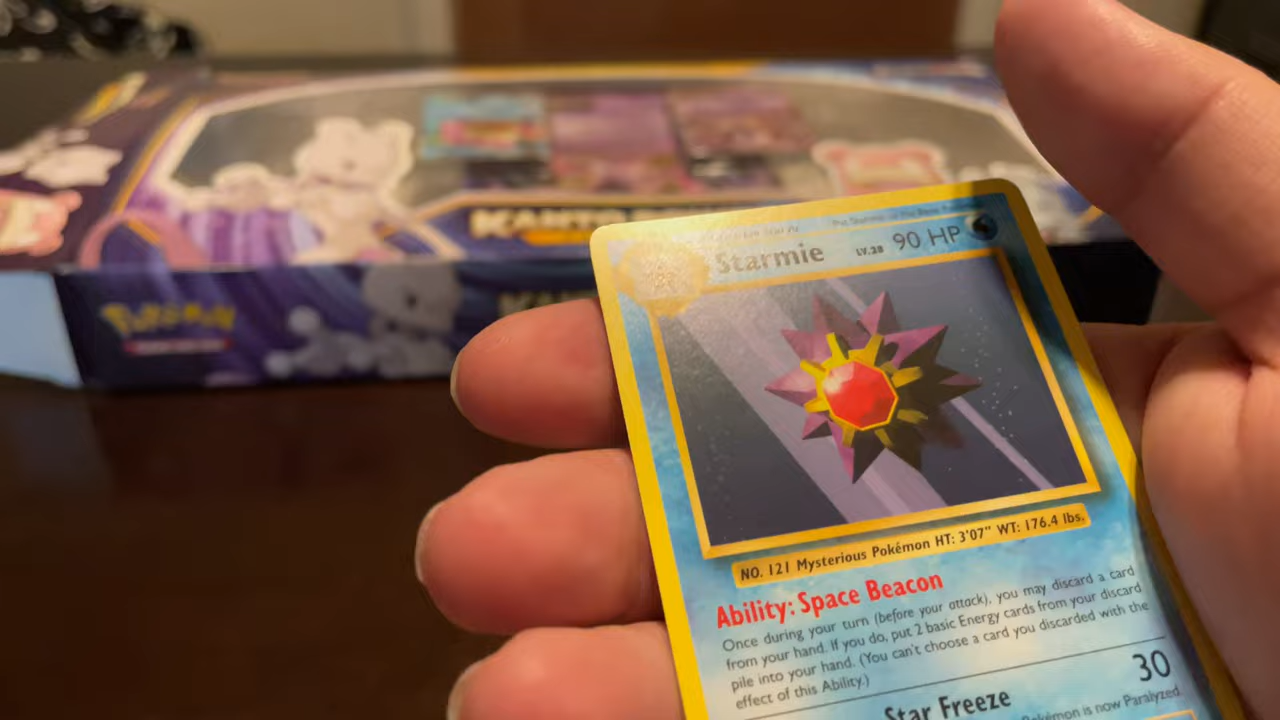 Starmie LV.28 90 HP
NO. 121 Mysterious Pokémon HT: 3'07" WT: 176.4 lbs.
Ability: Space Beacon
Once during your turn (before your attack), you may discard a card
from your hand. If you do, put 2 basic Energy cards from your discard
pile into your hand. (You can't choose a card you discarded with the
effect of this Ability.)
Star Freeze 30
Pokémon is now Paralyzed.
POKÉMON
KANTO